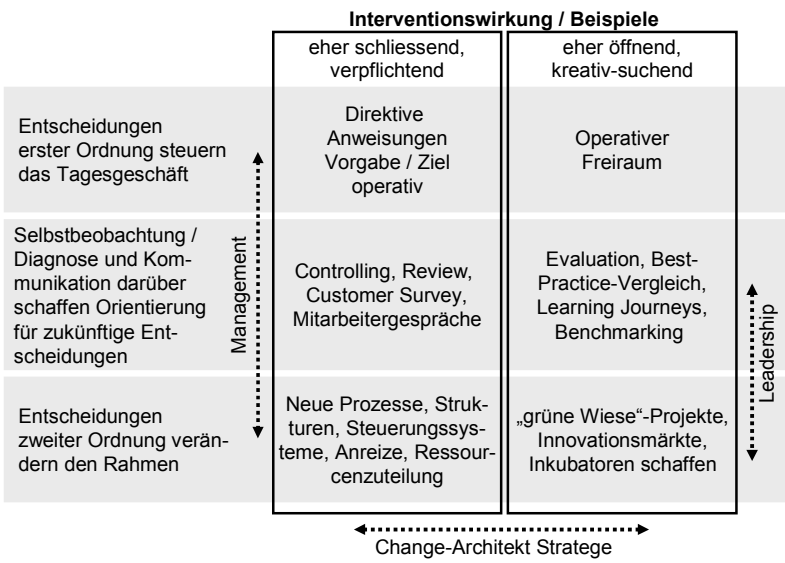 Interventionswirkung / Beispiele
eher schliessend,
verpflichtend
eher öffnend,
kreativ-suchend
Entscheidungen
erster Ordnung steuern
das Tagesgeschäft
Direktive
Anweisungen
Vorgabe / Ziel
operativ
Operativer
Freiraum
Selbstbeobachtung /
Diagnose und Kom-
munikation darüber
schaffen Orientierung
für zukünftige Ent-
scheidungen
Management
Controlling, Review,
Customer Survey,
Mitarbeitergespräche
Evaluation, Best-
Practice-Vergleich,
Learning Journeys,
Benchmarking
Leadership
Entscheidungen
zweiter Ordnung verän-
dern den Rahmen
Neue Prozesse, Struk-
turen, Steuerungssys-
teme, Anreize, Ressour-
cenzuteilung
„grüne Wiese“-Projekte,
Innovationsmärkte,
Inkubatoren schaffen
Change-Architekt Stratege